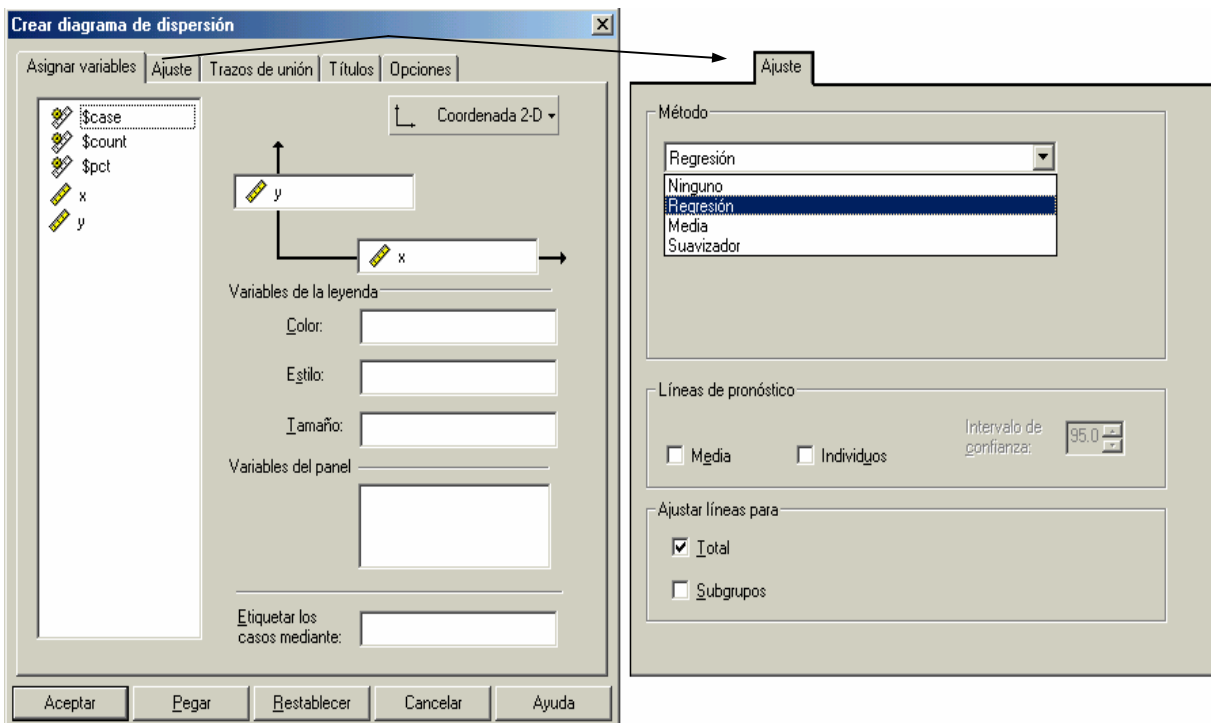 Crear diagrama de dispersión
Asignar variables
Ajuste
Trazos de unión
Títulos
Opciones
$case
$count
$pct
x
y
Coordenada 2-D
y
x
Variables de la leyenda
Color:
Estilo:
Tamaño:
Variables del panel
Etiquetar los
casos mediante:
Aceptar
Pegar
Restablecer
Cancelar
Ayuda
Ajuste
Método
Regresión
Ninguno
Regresión
Media
Suavizador
Líneas de pronóstico
Media
Individuos
Intervalo de
confianza:
95.0
Ajustar líneas para
Total
Subgrupos